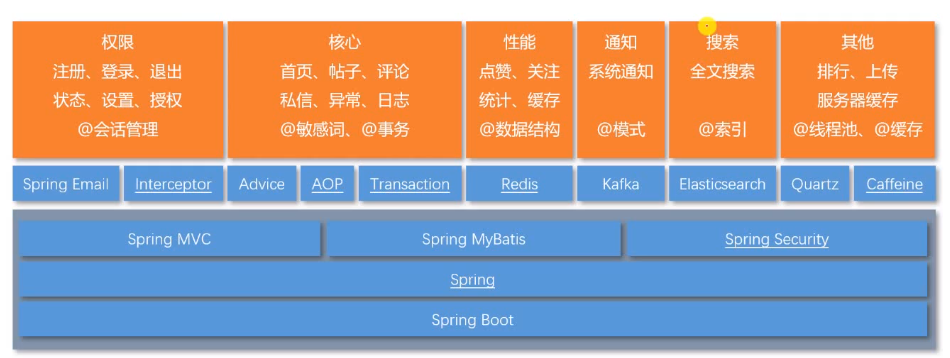 权限
注册、登录、退出
状态、设置、授权
@会话管理
核心
首页、帖子、评论
私信、异常、日志
@敏感词、@事务
性能
点赞、关注
统计、缓存
@数据结构
通知
系统通知
@模式
搜索
全文搜索
@索引
其他
排行、上传
服务器缓存
@线程池、@缓存
Spring Email
Interceptor
Advice
AOP
Transaction
Redis
Kafka
Elasticsearch
Quartz
Caffeine
Spring MVC
Spring MyBatis
Spring Security
Spring
Spring Boot